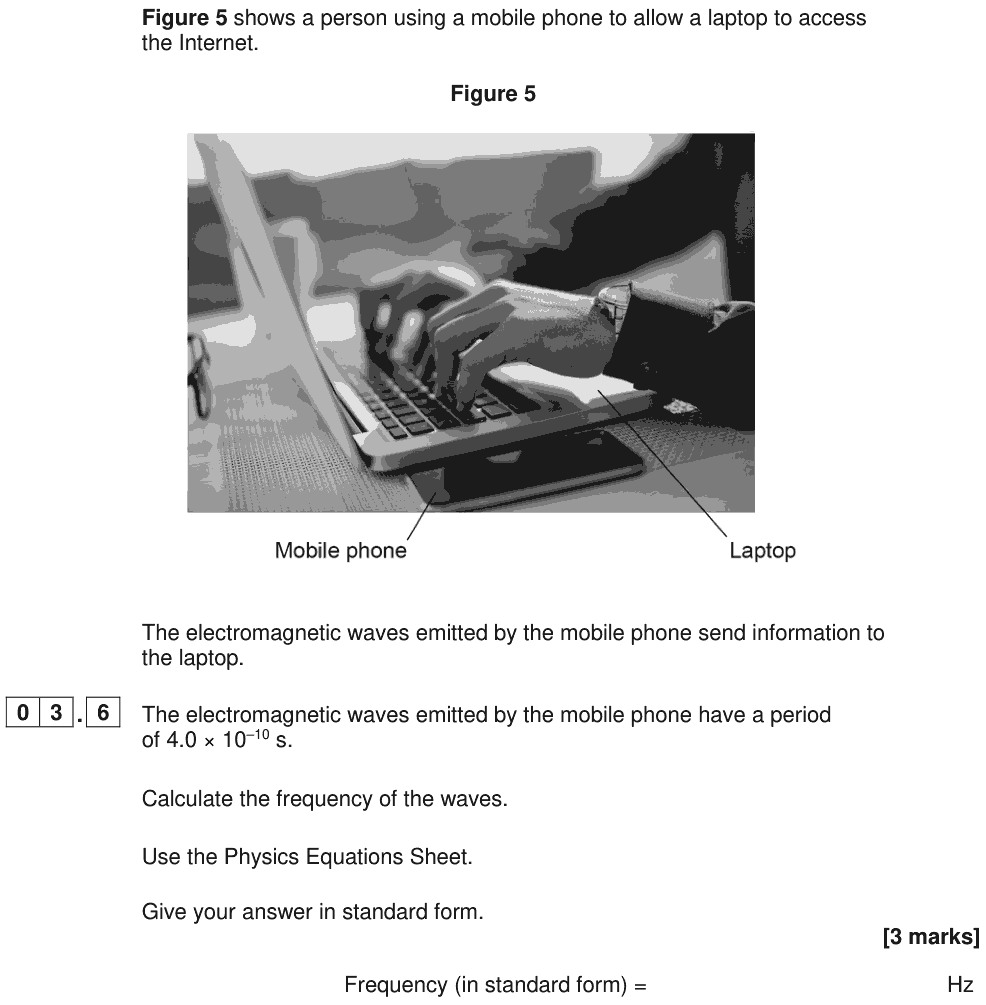 Figure 5 shows a person using a mobile phone to allow a laptop to access
the Internet.
Figure 5
Mobile phone
Laptop
The electromagnetic waves emitted by the mobile phone send information to
the laptop.
0 3 . 6 The electromagnetic waves emitted by the mobile phone have a period
of 4.0 × 10⁻¹⁰ s.
Calculate the frequency of the waves.
Use the Physics Equations Sheet.
Give your answer in standard form.
[3 marks]
Frequency (in standard form) = Hz